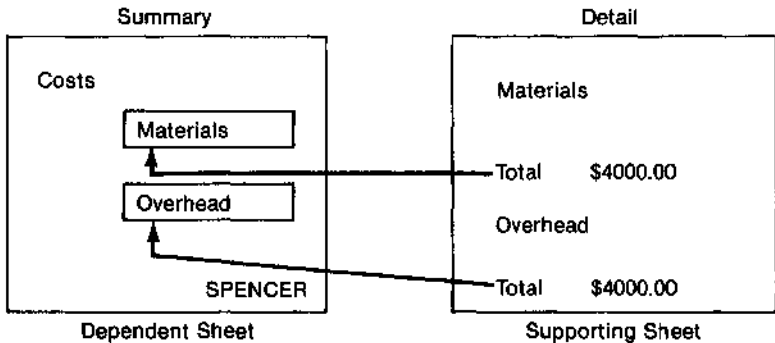 Summary
Costs
Materials
Overhead
SPENCER
Dependent Sheet
Detail
Materials
Total $4000.00
Overhead
Total $4000.00
Supporting Sheet